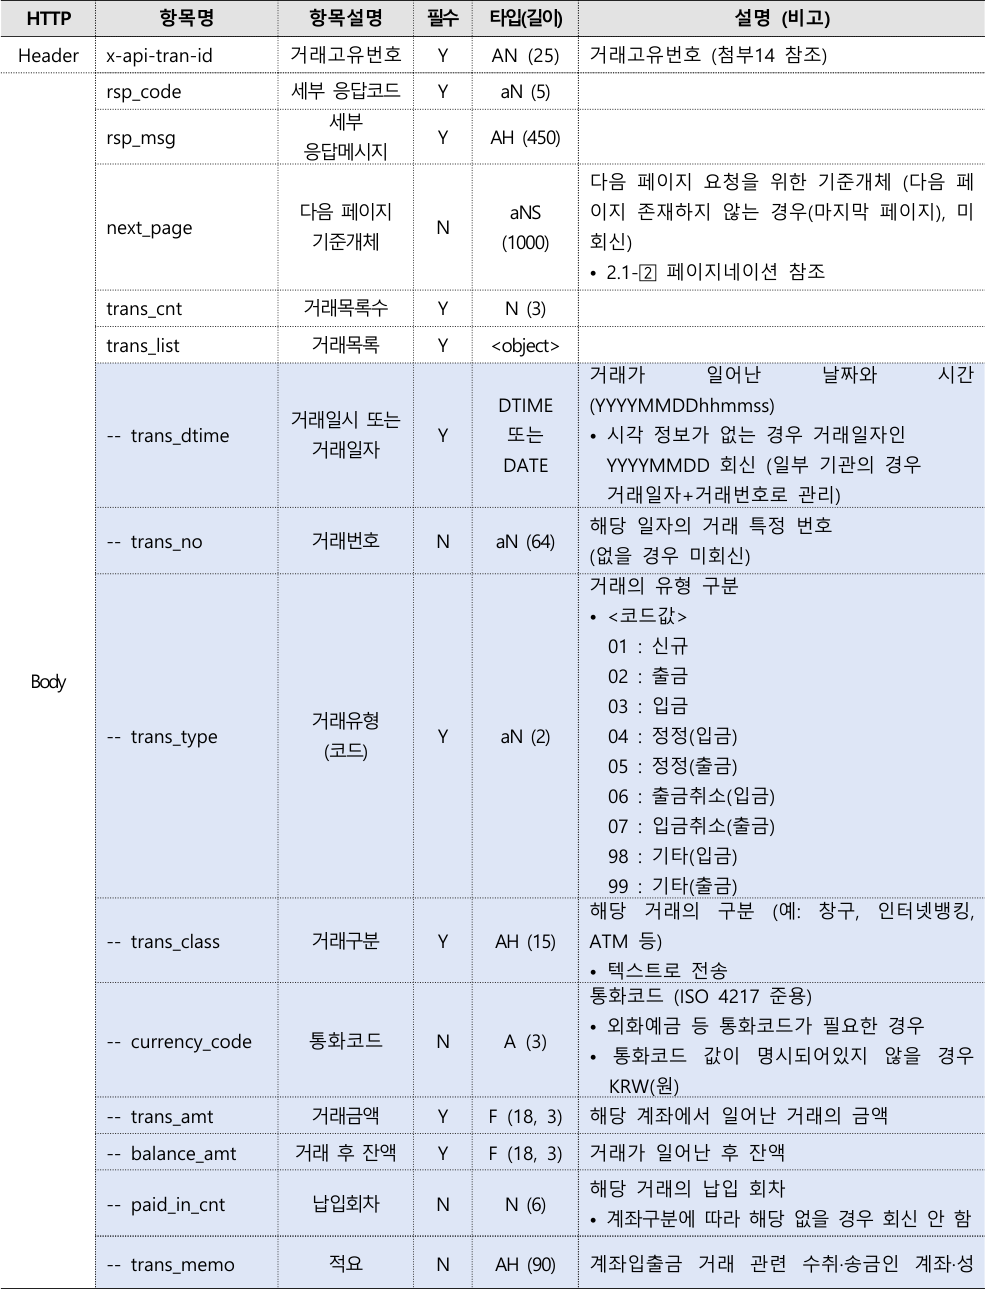 HTTP 항목명 항목설명 필수 타입(길이) 설명 (비고)
Header x-api-tran-id 거래고유번호 Y AN (25) 거래고유번호 (첨부14 참조)
Body
rsp_code 세부 응답코드 Y aN (5)
rsp_msg 세부
응답메시지 Y AH (450)
next_page 다음 페이지
기준개체 N aNS
(1000) 다음 페이지 요청을 위한 기준개체 (다음 페
이지 존재하지 않는 경우(마지막 페이지), 미
회신)
• 2.1-2 페이지네이션 참조
trans_cnt 거래목록수 Y N (3)
trans_list 거래목록 Y <object>
-- trans_dtime 거래일시 또는
거래일자 Y DTIME
또는
DATE 거래가 일어난 날짜와 시간
(YYYYMMDDhhmmss)
• 시각 정보가 없는 경우 거래일자인
YYYYMMDD 회신 (일부 기관의 경우
거래일자+거래번호로 관리)
-- trans_no 거래번호 N aN (64) 해당 일자의 거래 특정 번호
(없을 경우 미회신)
-- trans_type 거래유형
(코드) Y aN (2) 거래의 유형 구분
• <코드값>
01 : 신규
02 : 출금
03 : 입금
04 : 정정(입금)
05 : 정정(출금)
06 : 출금취소(입금)
07 : 입금취소(출금)
98 : 기타(입금)
99 : 기타(출금)
-- trans_class 거래구분 Y AH (15) 해당 거래의 구분 (예: 창구, 인터넷뱅킹,
ATM 등)
• 텍스트로 전송
-- currency_code 통화코드 N A (3) 통화코드 (ISO 4217 준용)
• 외화예금 등 통화코드가 필요한 경우
• 통화코드 값이 명시되어있지 않을 경우
KRW(원)
-- trans_amt 거래금액 Y F (18, 3) 해당 계좌에서 일어난 거래의 금액
-- balance_amt 거래 후 잔액 Y F (18, 3) 거래가 일어난 후 잔액
-- paid_in_cnt 납입회차 N N (6) 해당 거래의 납입 회차
• 계좌구분에 따라 해당 없을 경우 회신 안 함
-- trans_memo 적요 N AH (90) 계좌입출금 거래 관련 수취·송금인 계좌·성